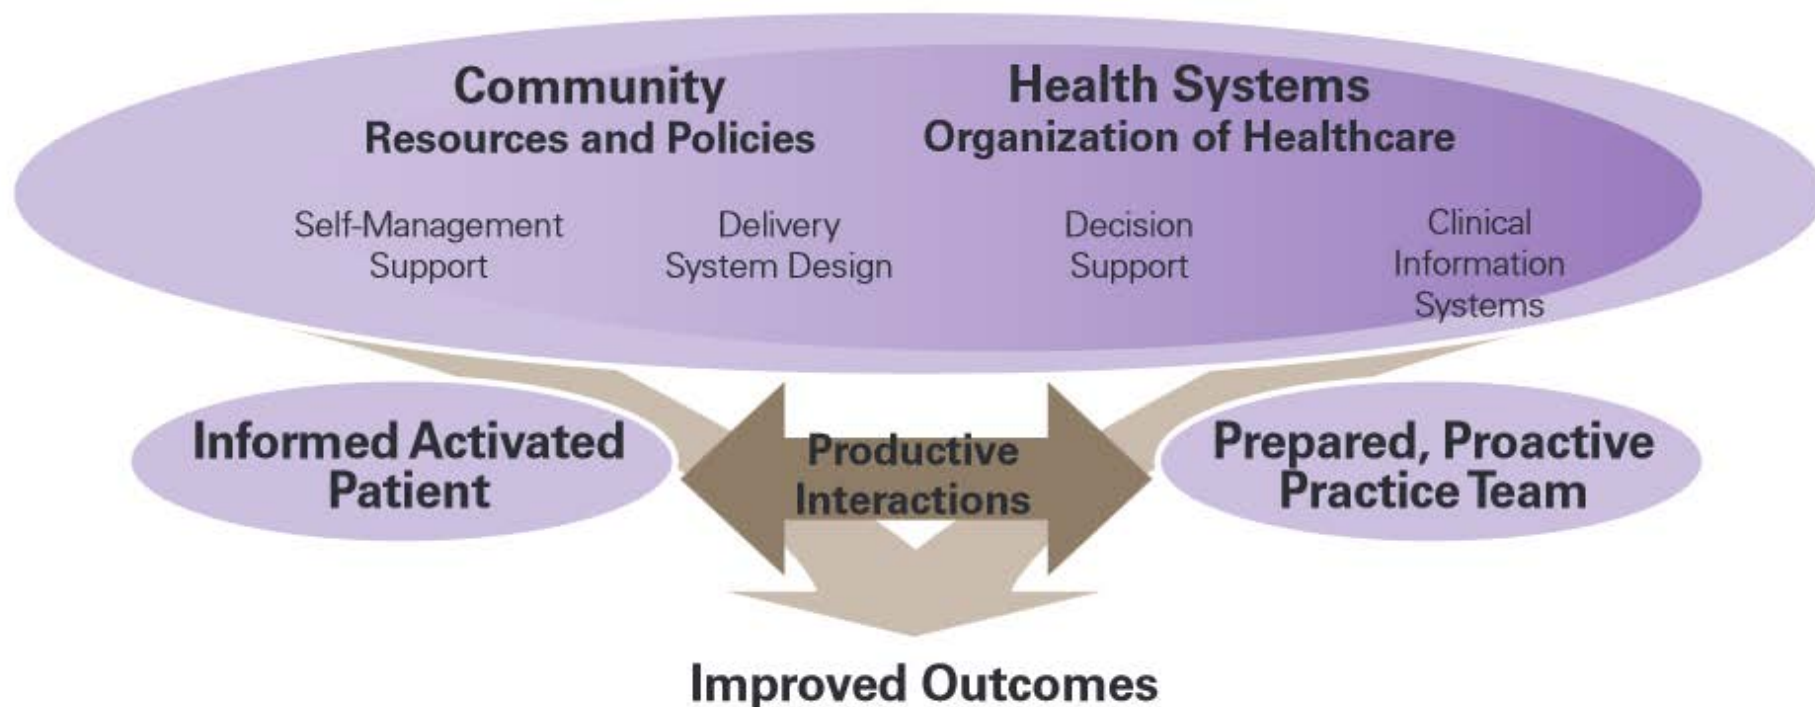 Community
Resources and Policies
Health Systems
Organization of Healthcare
Self-Management
Support
Delivery
System Design
Decision
Support
Clinical
Information
Systems
Informed Activated
Patient
Productive
Interactions
Prepared, Proactive
Practice Team
Improved Outcomes